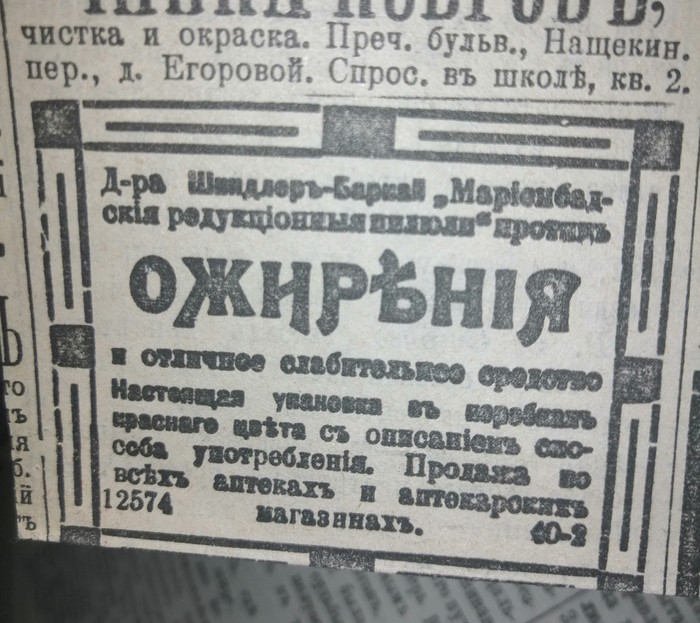 чистка и окраска. Преч. бульв., Нащекин.
пер., д. Егоровой. Спрос. въ школѣ, кв. 2.
Д-ра Шиндлеръ-Баркай „Маріенбад-
скія редукціонныя пилюли“ противъ
ОЖИРѢНІЯ
и отличное слабительное средство
Настоящая упаковка въ коробкахъ
краснаго цвѣта съ описаніемъ спо-
соба употребленія. Продажа во
всѣхъ аптекахъ и аптекарскихъ
12574 магазинахъ. 40-2